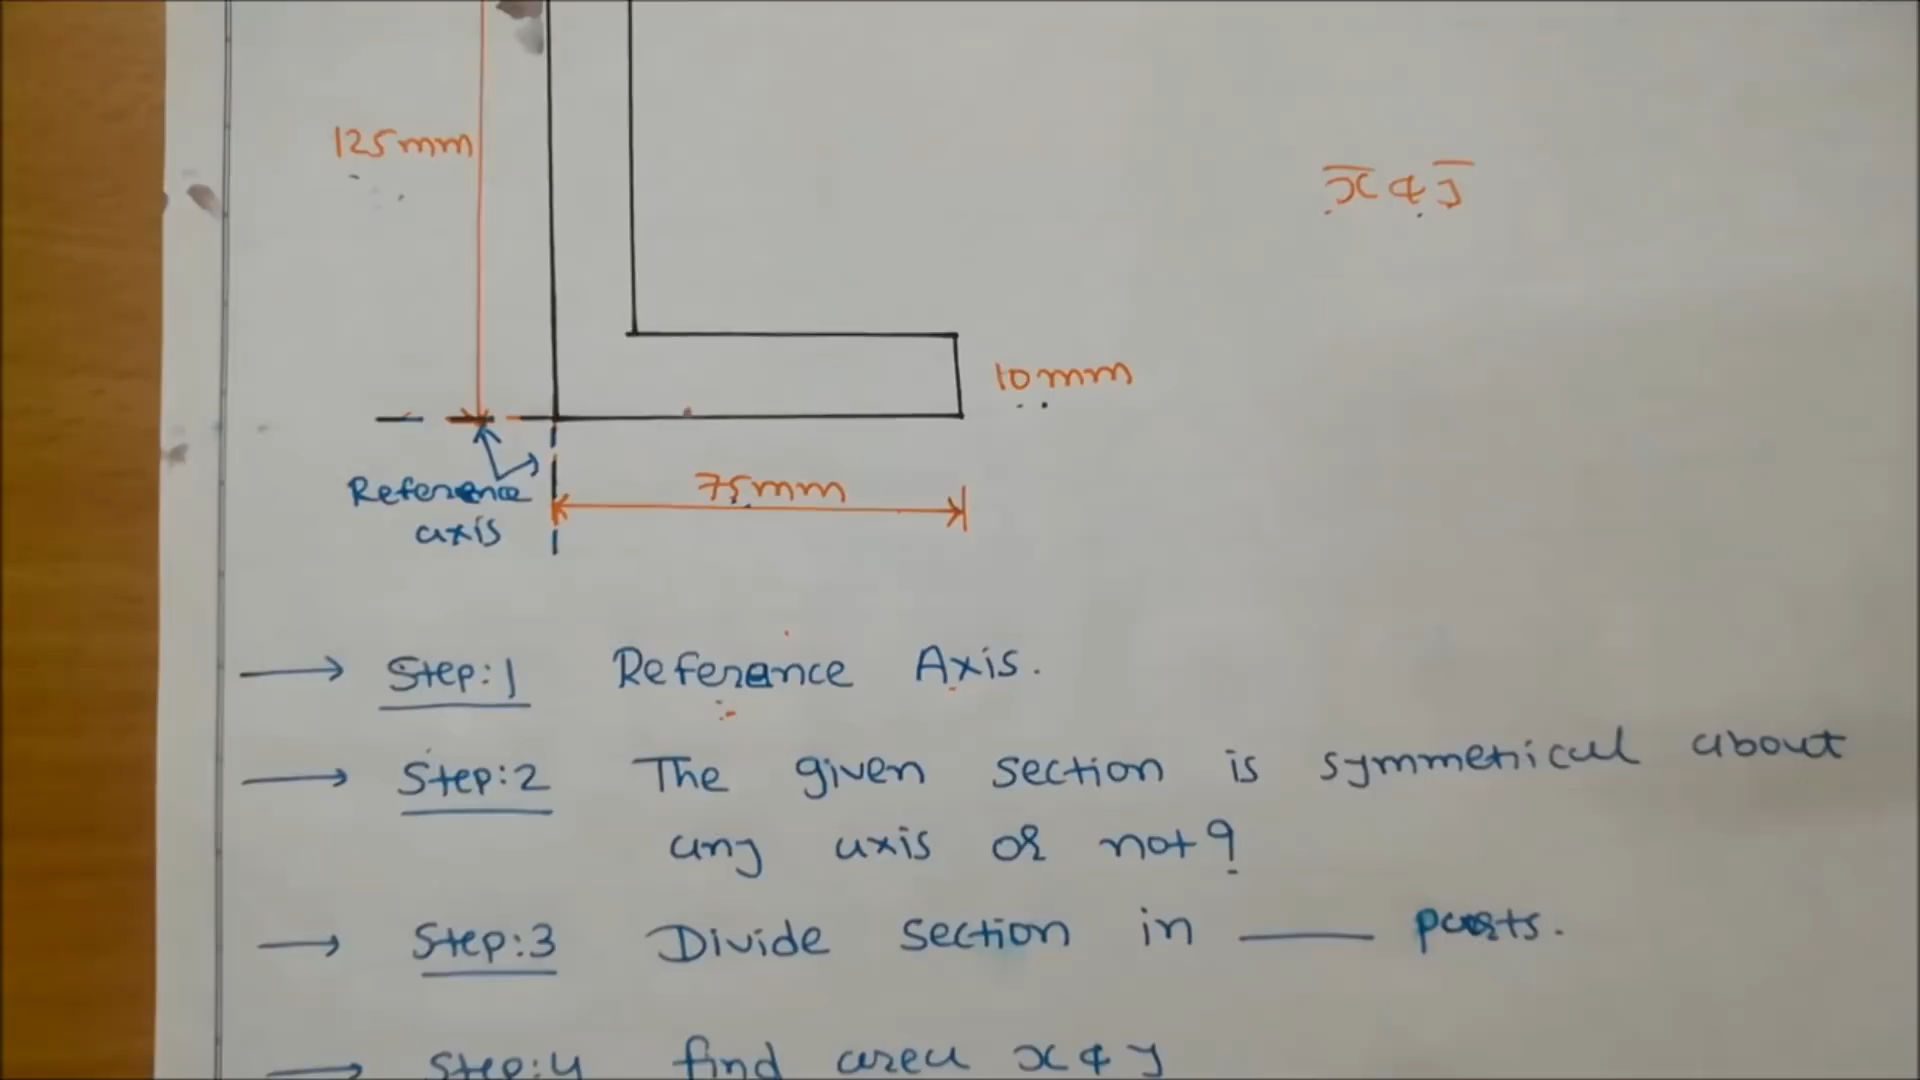 125mm
x̄ & ȳ
10mm
75mm
Reference
axis
Step:1 Reference Axis.
Step:2 The given section is symmetrical about
any axis or not?
Step:3 Divide section in ___ parts.
Step:4 find area x & y